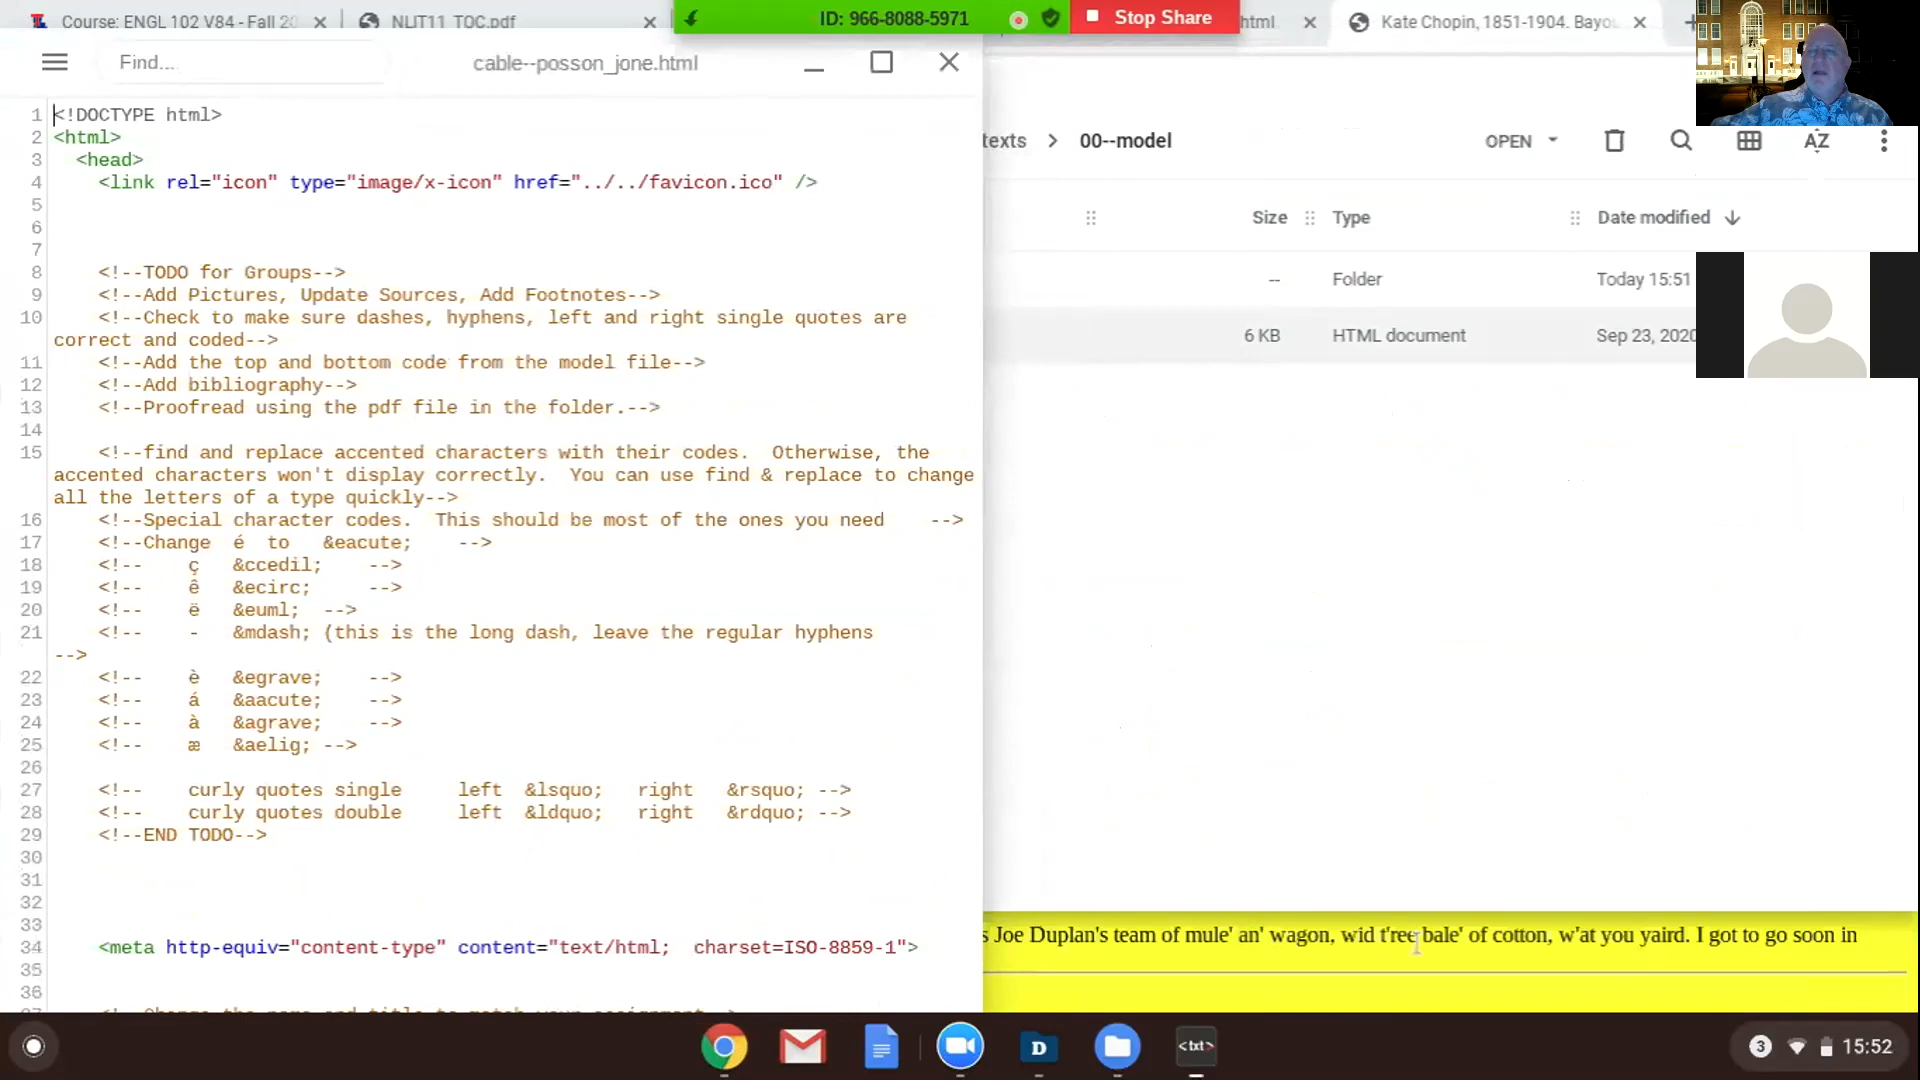 Course: ENGL 102 V84 - Fall 20
NLIT11_TOC.pdf
ID: 966-8088-5971
Stop Share
html
Kate Chopin, 1851-1904. Bayou
Find...
cable--posson_jone.html
texts > 00--model
OPEN
AZ
Size
Type
Date modified
--
Folder
Today 15:51
6 KB
HTML document
Sep 23, 2020
1 <!DOCTYPE html>
2 <html>
3 <head>
4 <link rel="icon" type="image/x-icon" href="../../favicon.ico" />
5
6
7
8 <!--TODO for Groups-->
9 <!--Add Pictures, Update Sources, Add Footnotes-->
10 <!--Check to make sure dashes, hyphens, left and right single quotes are
correct and coded-->
11 <!--Add the top and bottom code from the model file-->
12 <!--Add bibliography-->
13 <!--Proofread using the pdf file in the folder.-->
14
15 <!--find and replace accented characters with their codes. Otherwise, the
accented characters won't display correctly. You can use find & replace to change
all the letters of a type quickly-->
16 <!--Special character codes. This should be most of the ones you need -->
17 <!--Change é to &eacute; -->
18 <!-- ç &ccedil; -->
19 <!-- ê &ecirc; -->
20 <!-- ë &euml; -->
21 <!-- - &mdash; (this is the long dash, leave the regular hyphens
-->
22 <!-- è &egrave; -->
23 <!-- á &aacute; -->
24 <!-- à &agrave; -->
25 <!-- æ &aelig; -->
26
27 <!-- curly quotes single left &lsquo; right &rsquo; -->
28 <!-- curly quotes double left &ldquo; right &rdquo; -->
29 <!--END TODO-->
30
31
32
33
34 <meta http-equiv="content-type" content="text/html; charset=ISO-8859-1">
35
36
s Joe Duplan's team of mule' an' wagon, wid t'ree bale' of cotton, w'at you yaird. I got to go soon in
D
<txt>
3
15:52